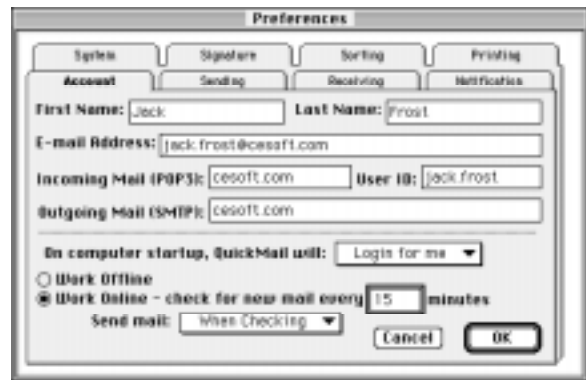 Preferences
System Signature Sorting Printing
Account Sending Receiving Notification
First Name: Jack Last Name: Frost
E-mail Address: jack.frost@cesoft.com
Incoming Mail (POP3): cesoft.com User ID: jack.frost
Outgoing Mail (SMTP): cesoft.com
On computer startup, QuickMail will: Login for me
Work Offline
Work Online - check for new mail every 15 minutes
Send mail: When Checking
Cancel OK